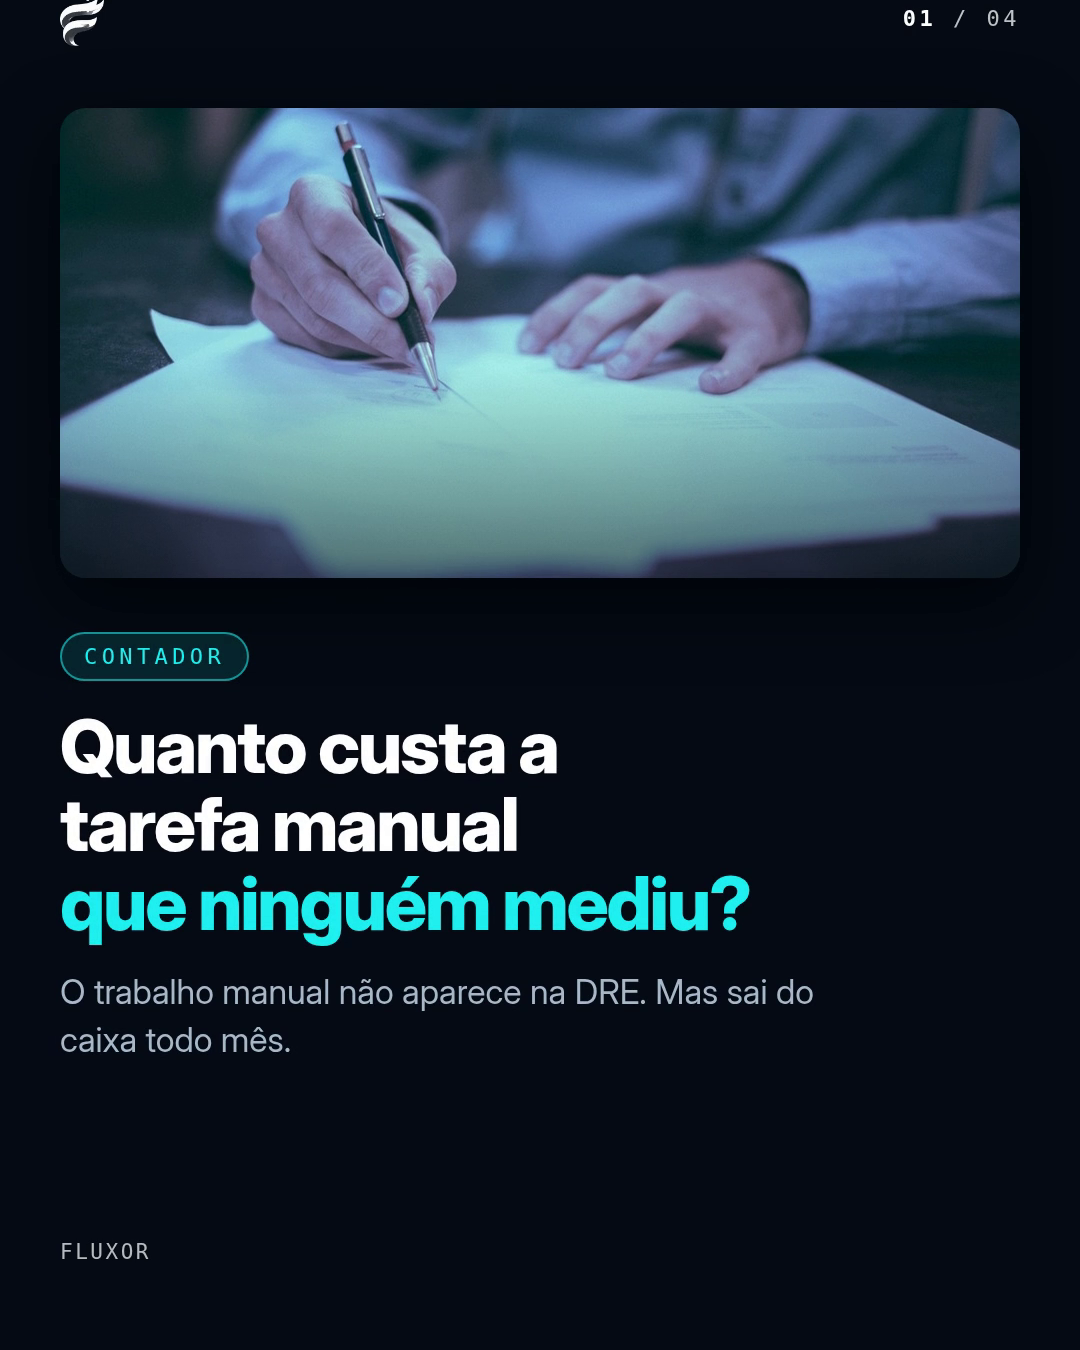 01 / 04
CONTADOR
Quanto custa a
tarefa manual
que ninguém mediu?
O trabalho manual não aparece na DRE. Mas sai do
caixa todo mês.
FLUXOR